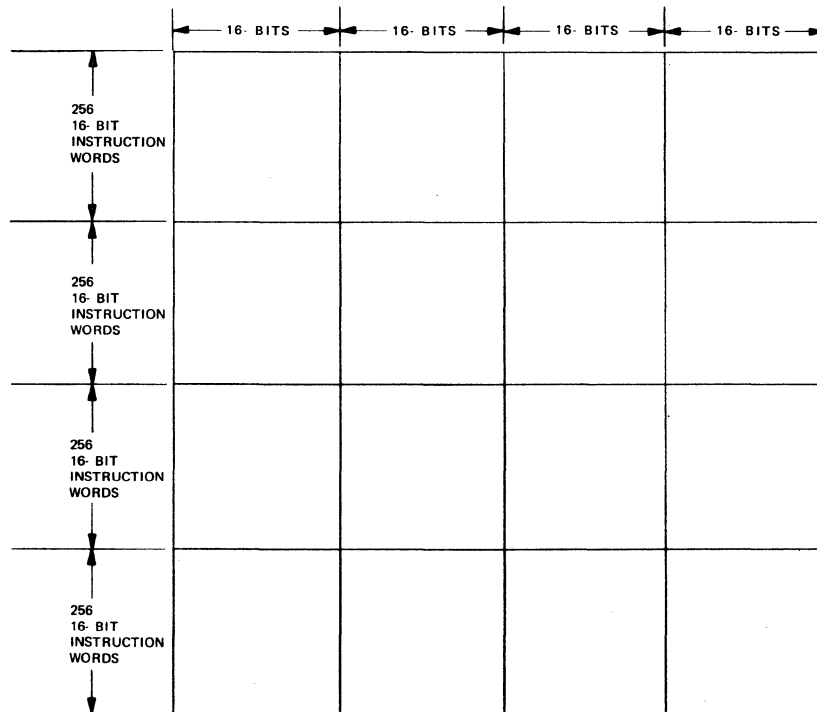 16- BITS 16- BITS 16- BITS 16- BITS
256
16- BIT
INSTRUCTION
WORDS
256
16- BIT
INSTRUCTION
WORDS
256
16- BIT
INSTRUCTION
WORDS
256
16- BIT
INSTRUCTION
WORDS